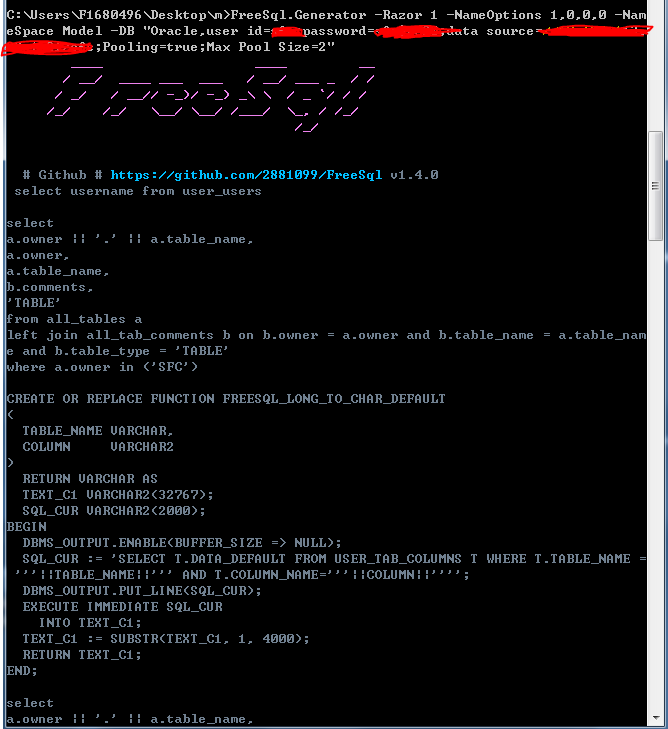 C:\Users\F1680496\Desktop\m>FreeSql.Generator -Razor 1 -NameOptions 1,0,0,0 -Nam
eSpace Model -DB "Oracle,user id= password= ;data source=
;Pooling=true;Max Pool Size=2"
FreeSql
# Github # https://github.com/2881099/FreeSql v1.4.0
select username from user_users
select
a.owner || '.' || a.table_name,
a.owner,
a.table_name,
b.comments,
'TABLE'
from all_tables a
left join all_tab_comments b on b.owner = a.owner and b.table_name = a.table_nam
e and b.table_type = 'TABLE'
where a.owner in ('SFC')
CREATE OR REPLACE FUNCTION FREESQL_LONG_TO_CHAR_DEFAULT
(
TABLE_NAME VARCHAR,
COLUMN     VARCHAR2
)
RETURN VARCHAR AS
TEXT_C1 VARCHAR2(32767);
SQL_CUR VARCHAR2(2000);
BEGIN
DBMS_OUTPUT.ENABLE(BUFFER_SIZE => NULL);
SQL_CUR := 'SELECT T.DATA_DEFAULT FROM USER_TAB_COLUMNS T WHERE T.TABLE_NAME =
'''||TABLE_NAME||''' AND T.COLUMN_NAME='''||COLUMN||'''';
DBMS_OUTPUT.PUT_LINE(SQL_CUR);
EXECUTE IMMEDIATE SQL_CUR
INTO TEXT_C1;
TEXT_C1 := SUBSTR(TEXT_C1, 1, 4000);
RETURN TEXT_C1;
END;
select
a.owner || '.' || a.table_name,